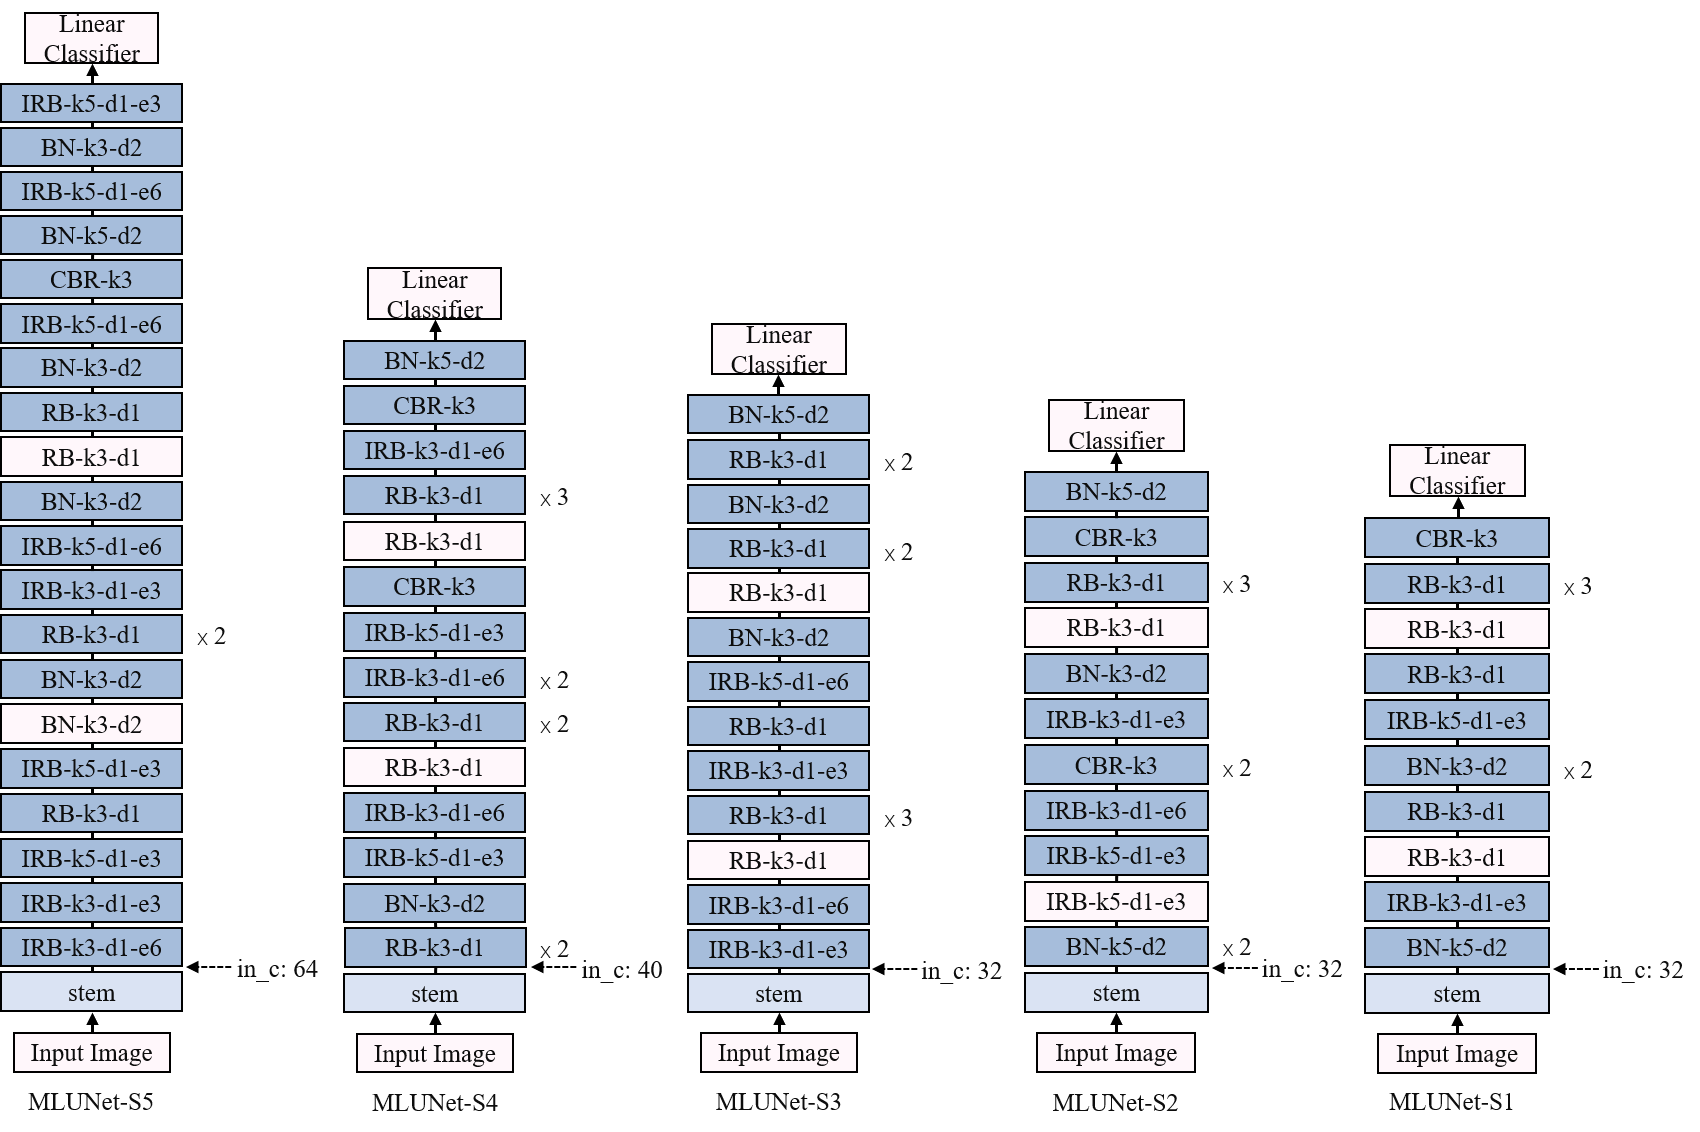 Linear
Classifier
IRB-k5-d1-e3
BN-k3-d2
IRB-k5-d1-e6
BN-k5-d2
CBR-k3
IRB-k5-d1-e6
BN-k3-d2
RB-k3-d1
RB-k3-d1
BN-k3-d2
IRB-k5-d1-e6
IRB-k3-d1-e3
RB-k3-d1 x 2
BN-k3-d2
BN-k3-d2
IRB-k5-d1-e3
RB-k3-d1
IRB-k5-d1-e3
IRB-k3-d1-e3
IRB-k3-d1-e6
in_c: 64
stem
Input Image
MLUNet-S5
Linear
Classifier
BN-k5-d2
CBR-k3
IRB-k3-d1-e6
RB-k3-d1 x 3
RB-k3-d1
CBR-k3
IRB-k5-d1-e3
IRB-k3-d1-e6 x 2
RB-k3-d1 x 2
RB-k3-d1
IRB-k3-d1-e6
IRB-k5-d1-e3
BN-k3-d2
RB-k3-d1 x 2
in_c: 40
stem
Input Image
MLUNet-S4
Linear
Classifier
BN-k5-d2
RB-k3-d1 x 2
BN-k3-d2
RB-k3-d1 x 2
RB-k3-d1
BN-k3-d2
IRB-k5-d1-e6
RB-k3-d1
IRB-k3-d1-e3
RB-k3-d1 x 3
RB-k3-d1
IRB-k3-d1-e6
IRB-k3-d1-e3
in_c: 32
stem
Input Image
MLUNet-S3
Linear
Classifier
BN-k5-d2
CBR-k3
RB-k3-d1 x 3
RB-k3-d1
BN-k3-d2
IRB-k3-d1-e3
CBR-k3 x 2
IRB-k3-d1-e6
IRB-k5-d1-e3
IRB-k5-d1-e3
BN-k5-d2 x 2
in_c: 32
stem
Input Image
MLUNet-S2
Linear
Classifier
CBR-k3
RB-k3-d1 x 3
RB-k3-d1
RB-k3-d1
IRB-k5-d1-e3
BN-k3-d2 x 2
RB-k3-d1
RB-k3-d1
IRB-k3-d1-e3
BN-k5-d2
in_c: 32
stem
Input Image
MLUNet-S1